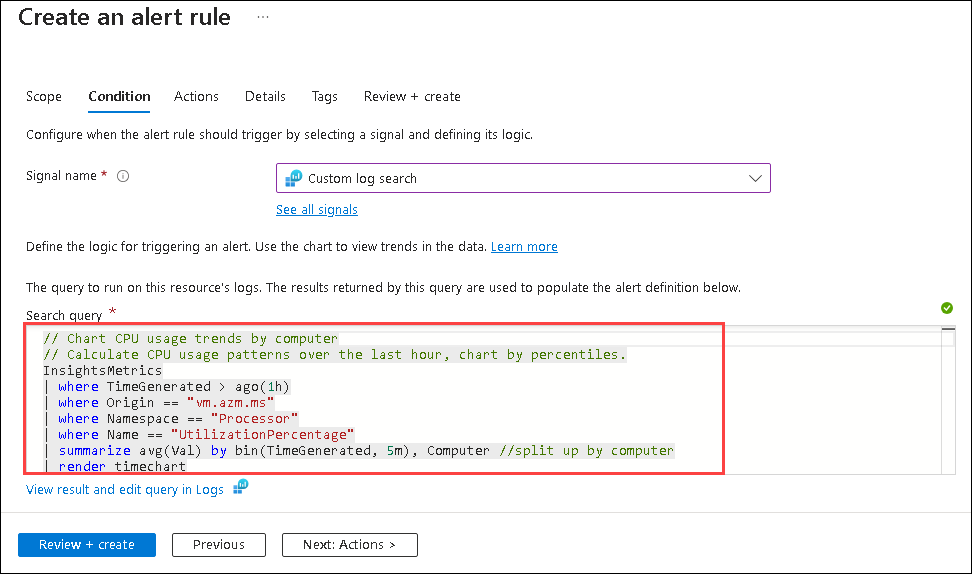 Create an alert rule ...
Scope Condition Actions Details Tags Review + create
Configure when the alert rule should trigger by selecting a signal and defining its logic.
Signal name *
Custom log search
See all signals
Define the logic for triggering an alert. Use the chart to view trends in the data. Learn more
The query to run on this resource's logs. The results returned by this query are used to populate the alert definition below.
Search query *
// Chart CPU usage trends by computer
// Calculate CPU usage patterns over the last hour, chart by percentiles.
InsightsMetrics
| where TimeGenerated > ago(1h)
| where Origin == "vm.azm.ms"
| where Namespace == "Processor"
| where Name == "UtilizationPercentage"
| summarize avg(Val) by bin(TimeGenerated, 5m), Computer //split up by computer
| render timechart
View result and edit query in Logs
Review + create Previous Next: Actions >